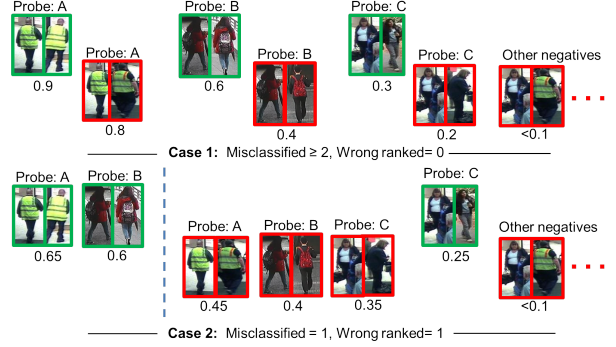 Probe: A
Probe: B
Probe: C
Probe: A
Probe: B
Probe: C
Other negatives
0.9
0.8
0.6
0.4
0.3
0.2
<0.1
Case 1: Misclassified ≥ 2, Wrong ranked= 0
Probe: A
Probe: B
Probe: C
Probe: A
Probe: B
Probe: C
Other negatives
0.65
0.6
0.45
0.4
0.35
0.25
<0.1
Case 2: Misclassified = 1, Wrong ranked= 1